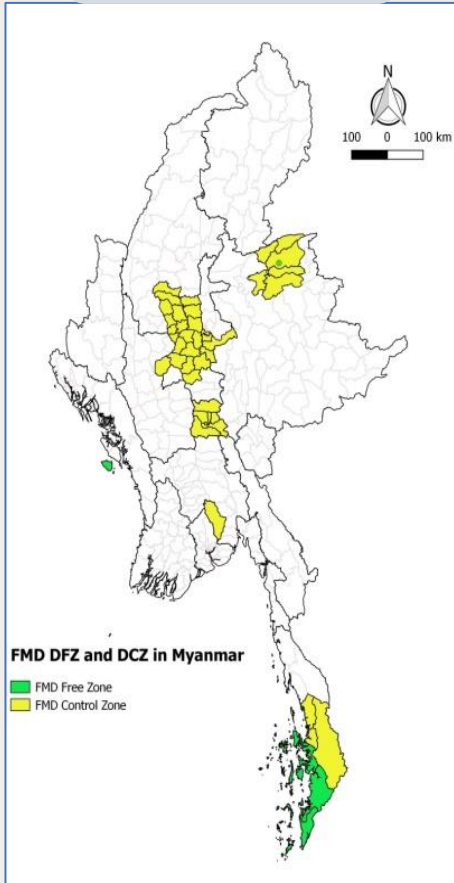 N
100 0 100 km
FMD DFZ and DCZ in Myanmar
FMD Free Zone
FMD Control Zone